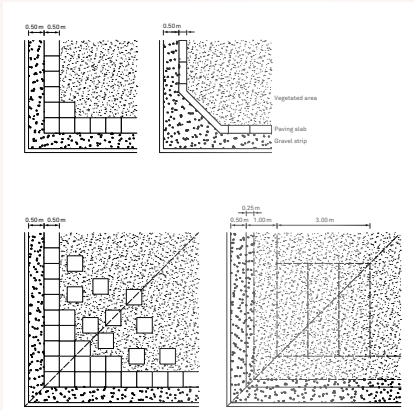 0.50 m 0.50 m
0.50 m
Vegetated area
Paving slab
Gravel strip
0.25 m
0.50 m 0.50 m
0.50 m 1.00 m 3.00 m